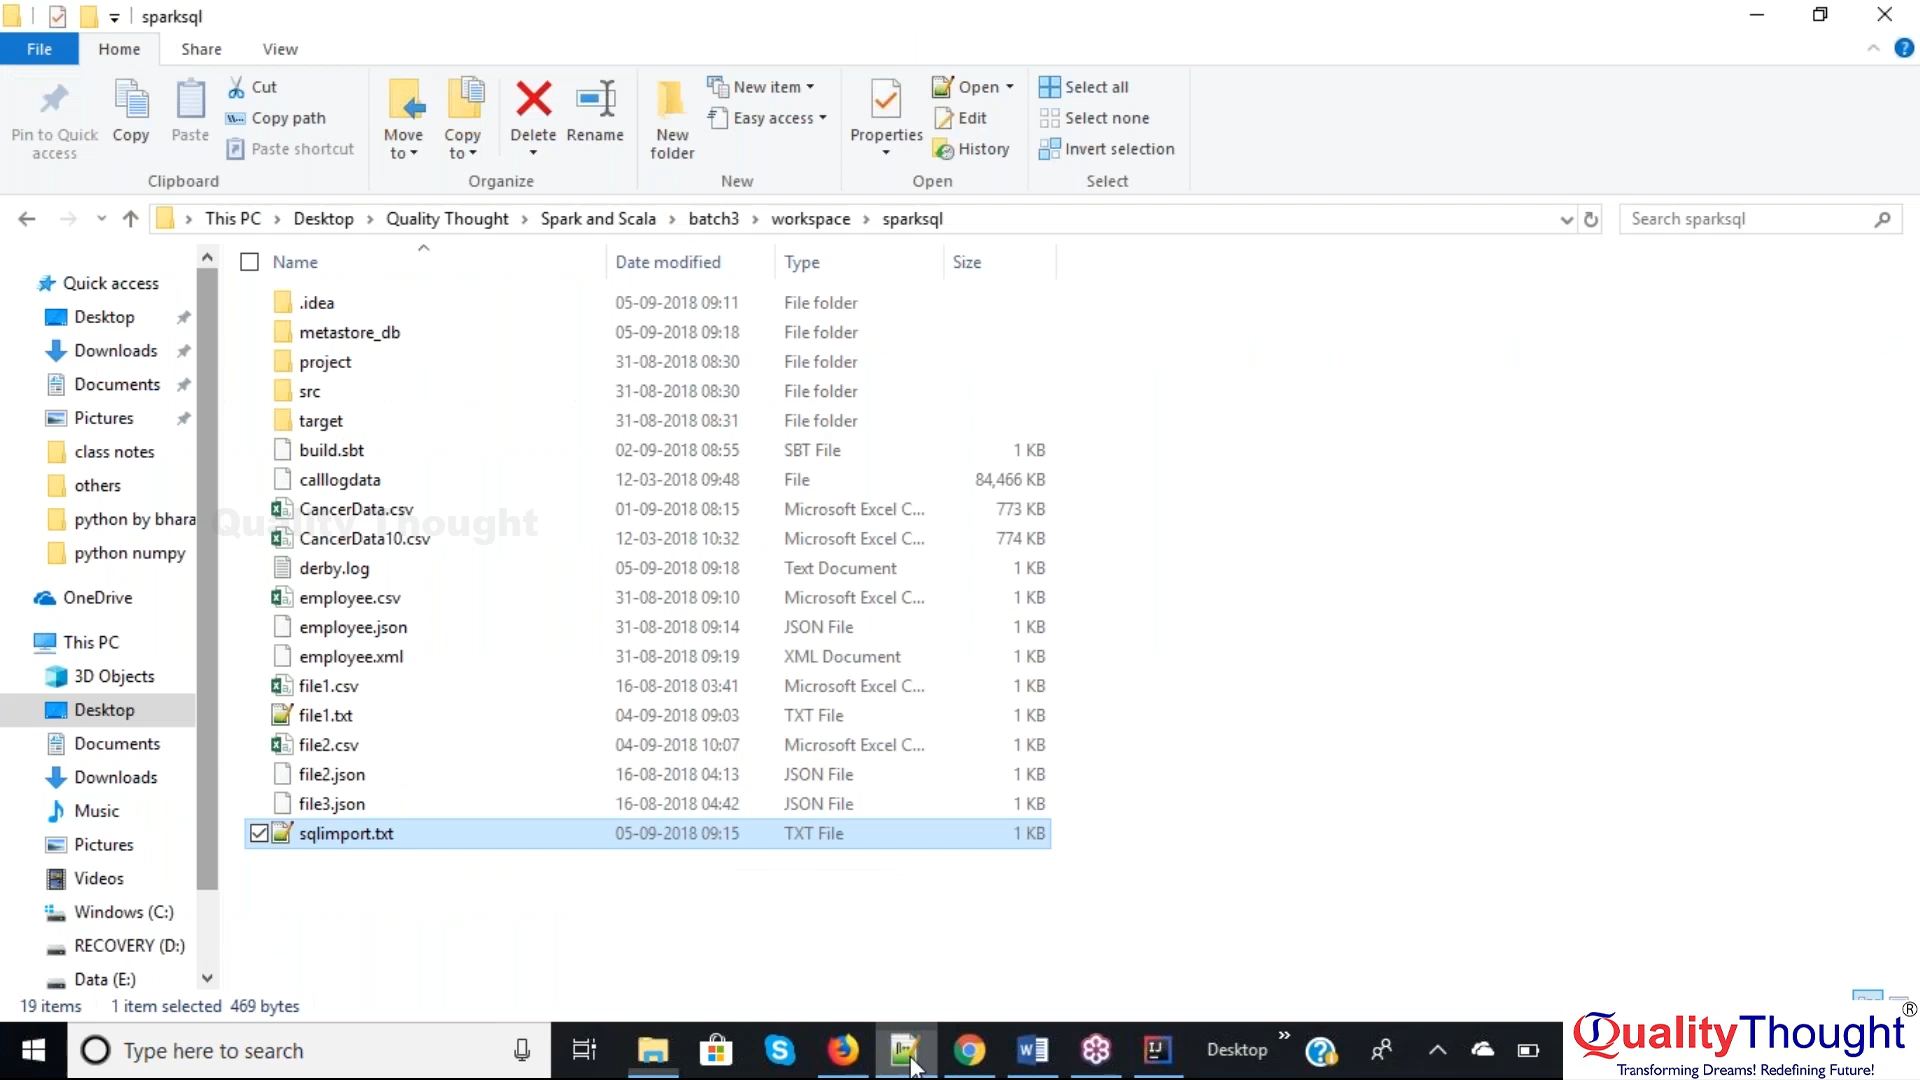 sparksql
File Home Share View
Pin to Quick access
Copy
Paste
Cut
Copy path
Paste shortcut
Clipboard
Move to
Copy to
Delete
Rename
Organize
New folder
New item
Easy access
New
Properties
Open
Edit
History
Open
Select all
Select none
Invert selection
Select
This PC Desktop Quality Thought Spark and Scala batch3 workspace sparksql
Search sparksql
Quick access
Desktop
Downloads
Documents
Pictures
class notes
others
python by bhara
python numpy
OneDrive
This PC
3D Objects
Desktop
Documents
Downloads
Music
Pictures
Videos
Windows (C:)
RECOVERY (D:)
Data (E:)
Name Date modified Type Size
.idea 05-09-2018 09:11 File folder
metastore_db 05-09-2018 09:18 File folder
project 31-08-2018 08:30 File folder
src 31-08-2018 08:30 File folder
target 31-08-2018 08:31 File folder
build.sbt 02-09-2018 08:55 SBT File 1 KB
calllogdata 12-03-2018 09:48 File 84,466 KB
CancerData.csv 01-09-2018 08:15 Microsoft Excel C... 773 KB
Quality Thought
CancerData10.csv 12-03-2018 10:32 Microsoft Excel C... 774 KB
derby.log 05-09-2018 09:18 Text Document 1 KB
employee.csv 31-08-2018 09:10 Microsoft Excel C... 1 KB
employee.json 31-08-2018 09:14 JSON File 1 KB
employee.xml 31-08-2018 09:19 XML Document 1 KB
file1.csv 16-08-2018 03:41 Microsoft Excel C... 1 KB
file1.txt 04-09-2018 09:03 TXT File 1 KB
file2.csv 04-09-2018 10:07 Microsoft Excel C... 1 KB
file2.json 16-08-2018 04:13 JSON File 1 KB
file3.json 16-08-2018 04:42 JSON File 1 KB
sqlimport.txt 05-09-2018 09:15 TXT File 1 KB
19 items 1 item selected 469 bytes
Type here to search
Desktop
QualityThought®
Transforming Dreams! Redefining Future!